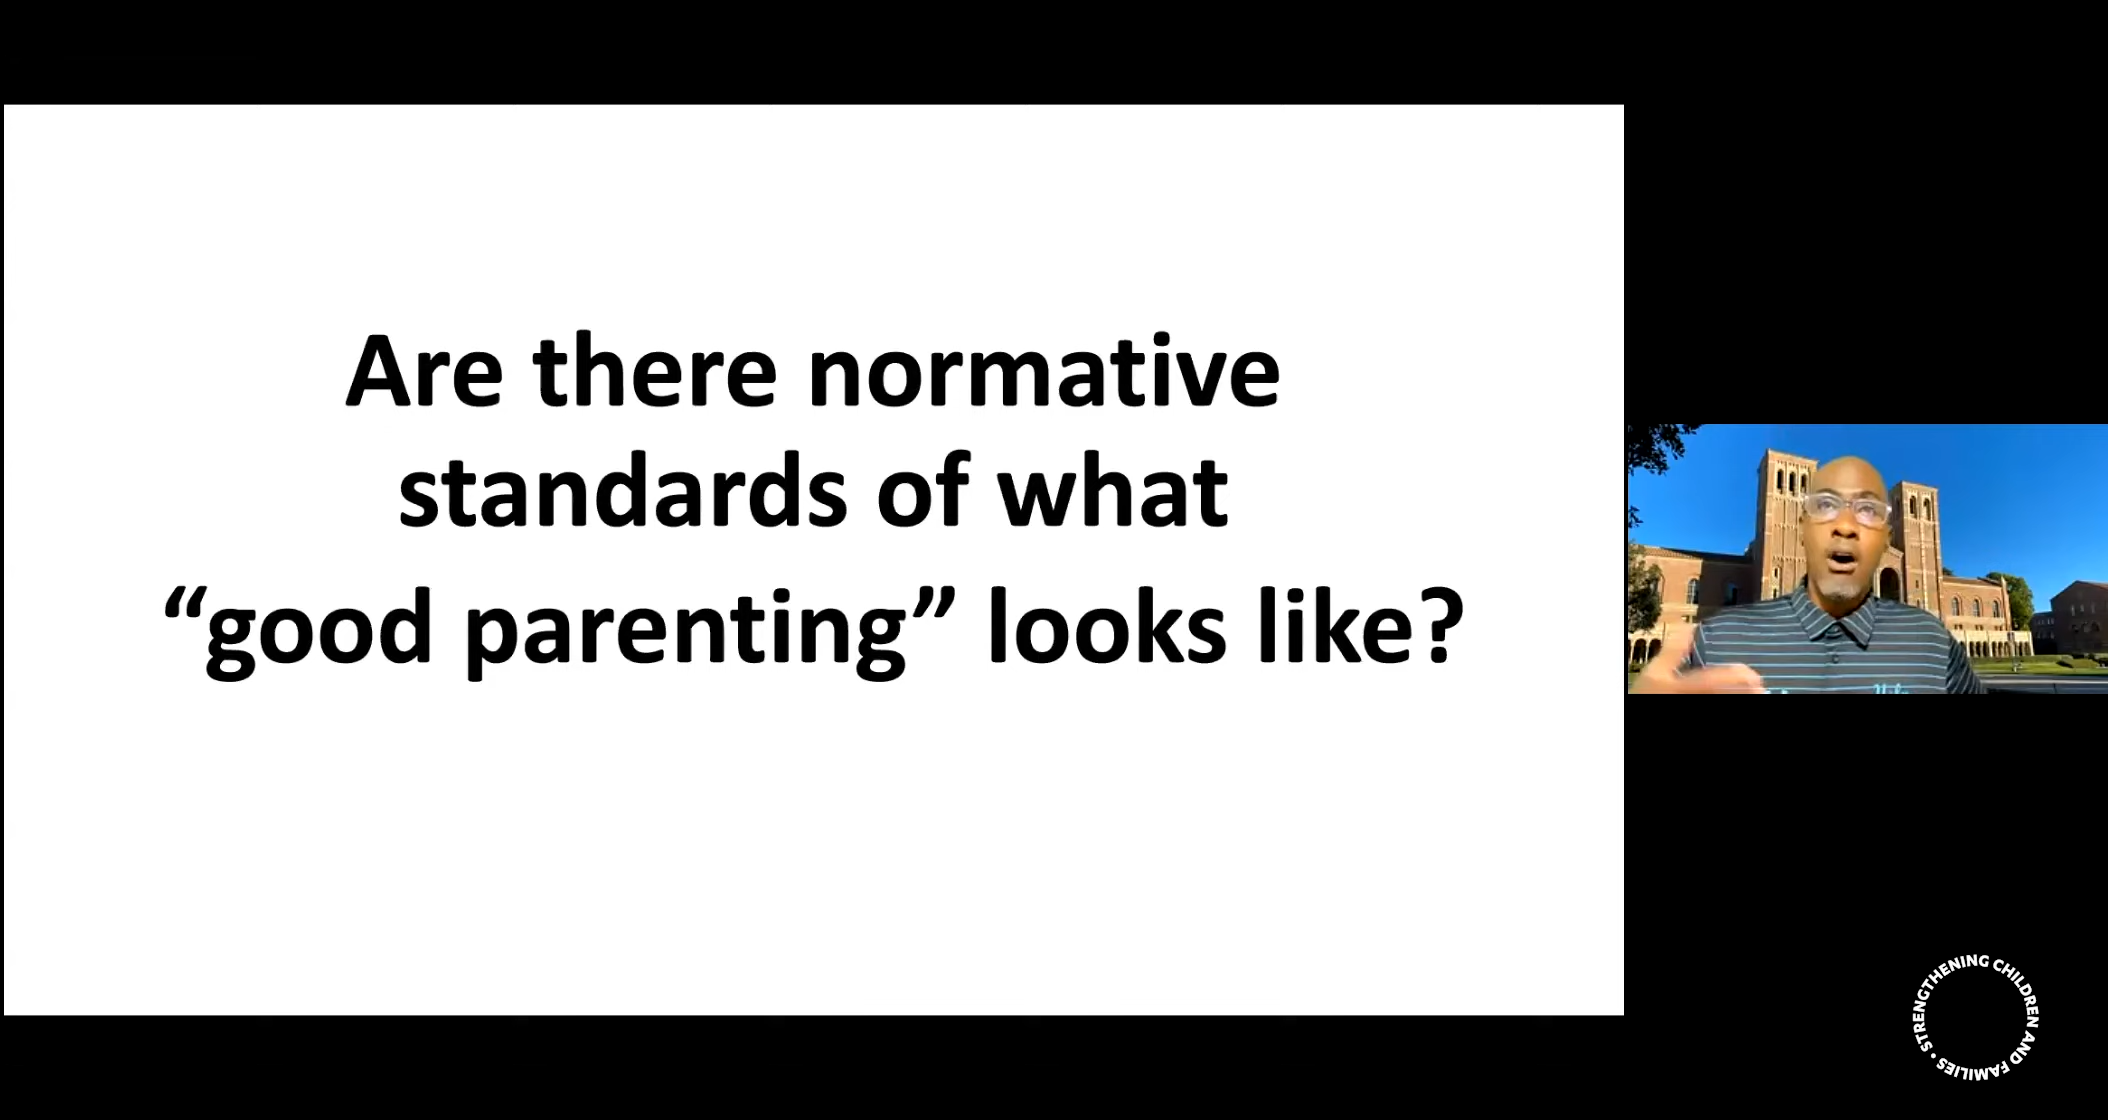 Are there normative
standards of what
“good parenting” looks like?
STRENGTHENING CHILDREN AND FAMILIES •